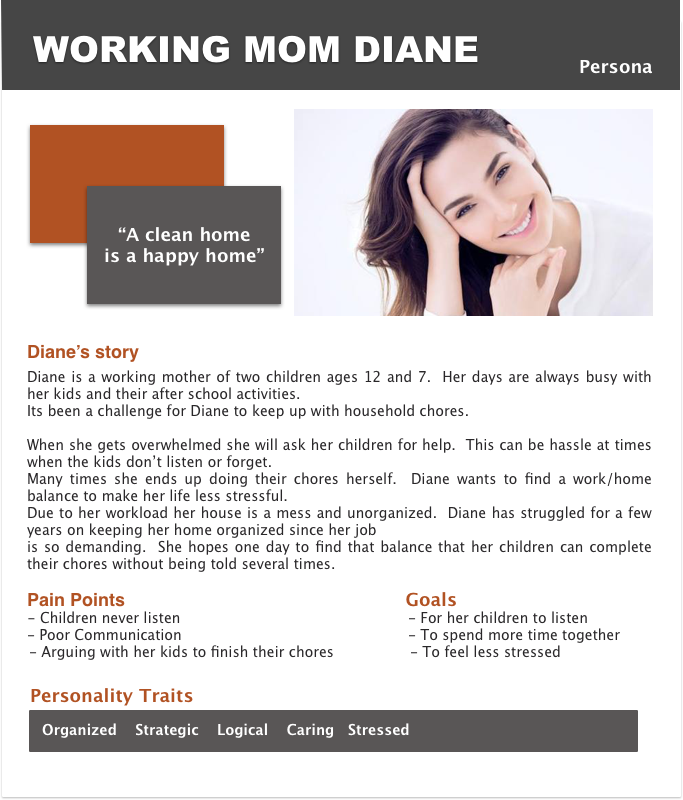 WORKING MOM DIANE
Persona
“A clean home
is a happy home”
Diane’s story
Diane is a working mother of two children ages 12 and 7.  Her days are always busy with
her kids and their after school activities.
Its been a challenge for Diane to keep up with household chores.
When she gets overwhelmed she will ask her children for help.  This can be hassle at times
when the kids don’t listen or forget.
Many times she ends up doing their chores herself.  Diane wants to find a work/home
balance to make her life less stressful.
Due to her workload her house is a mess and unorganized.  Diane has struggled for a few
years on keeping her home organized since her job
is so demanding.  She hopes one day to find that balance that her children can complete
their chores without being told several times.
Pain Points
– Children never listen
– Poor Communication
– Arguing with her kids to finish their chores
Goals
– For her children to listen
– To spend more time together
– To feel less stressed
Personality Traits
Organized Strategic Logical Caring Stressed